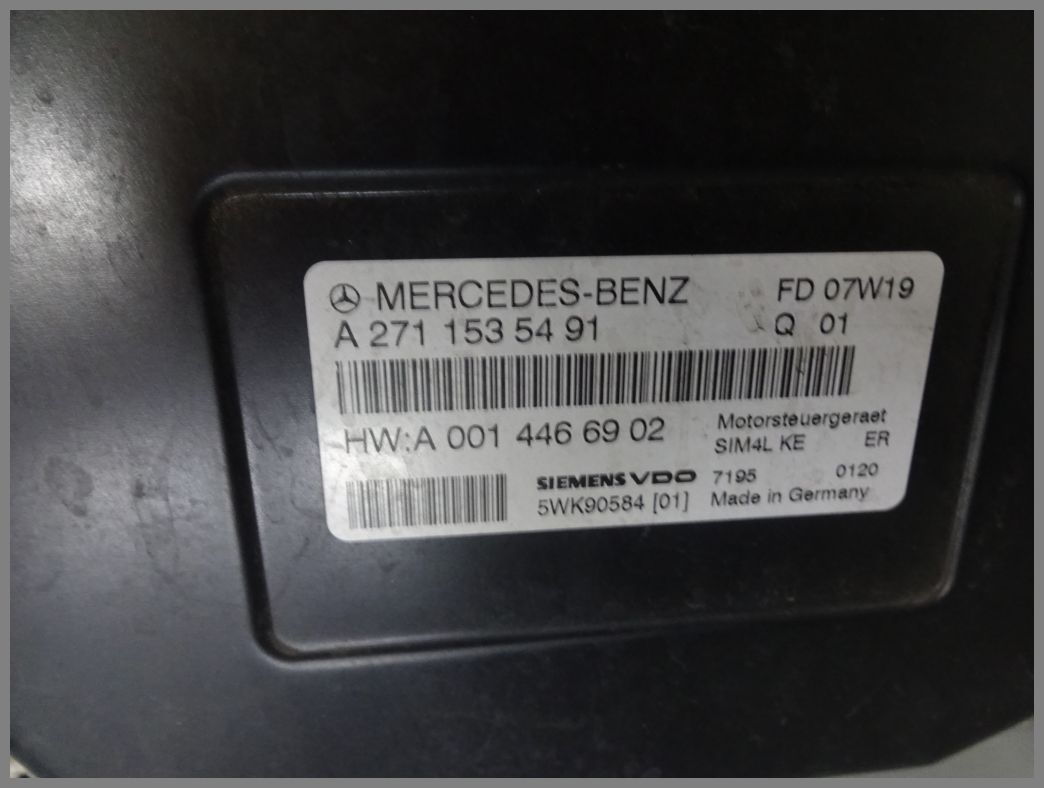 MERCEDES-BENZ FD 07W19
A 271 153 54 91 Q 01
HW:A 001 446 69 02 Motorsteuergeraet
SIM4L KE ER
SIEMENS VDO 7195 0120
5WK90584 [01] Made in Germany